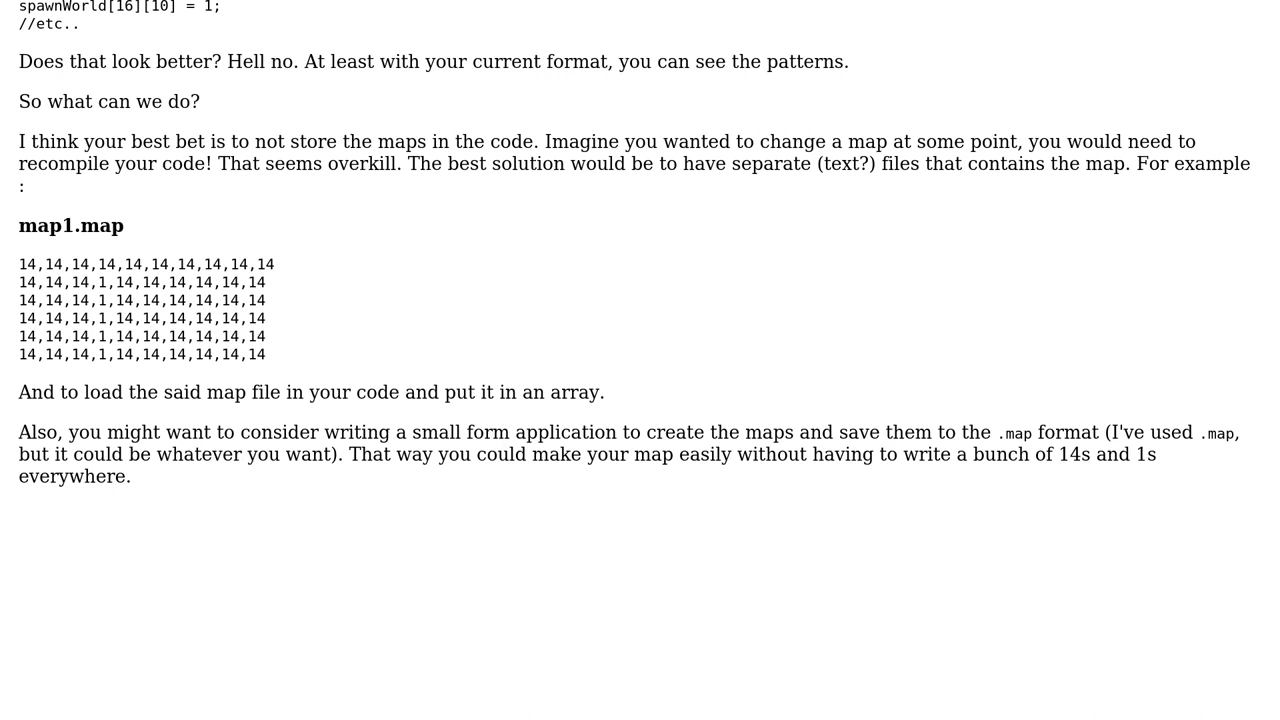 spawnWorld[16][10] = 1;
//etc..
Does that look better? Hell no. At least with your current format, you can see the patterns.
So what can we do?
I think your best bet is to not store the maps in the code. Imagine you wanted to change a map at some point, you would need to
recompile your code! That seems overkill. The best solution would be to have separate (text?) files that contains the map. For example
:
map1.map
14,14,14,14,14,14,14,14,14,14
14,14,14,1,14,14,14,14,14,14
14,14,14,1,14,14,14,14,14,14
14,14,14,1,14,14,14,14,14,14
14,14,14,1,14,14,14,14,14,14
14,14,14,1,14,14,14,14,14,14
And to load the said map file in your code and put it in an array.
Also, you might want to consider writing a small form application to create the maps and save them to the .map format (I've used .map,
but it could be whatever you want). That way you could make your map easily without having to write a bunch of 14s and 1s
everywhere.